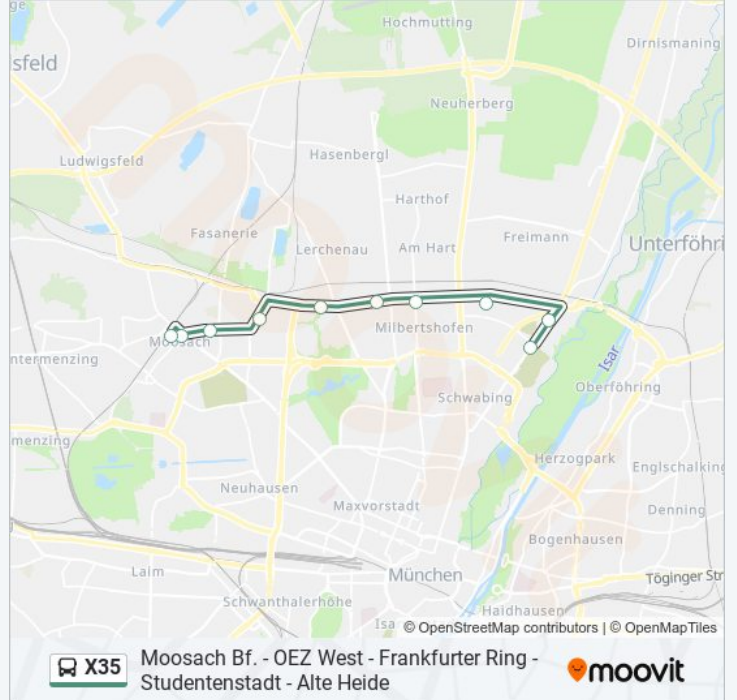 ge
Hochmutting
Dirnismaning
sfeld
Neuherberg
Ludwigsfeld
Hasenbergl
Harthof
Fasanerie
Lerchenau
Am Hart
Freimann
Unterföhri
Moosach
Milbertshofen
ntermenzing
Isar
Oberföhring
Schwabing
menzing
Herzogpark
Englschalking
Neuhausen
Maxvorstadt
Denning
Bogenhausen
Laim
München
Töginger Str
Schwanthalerhöhe
Haidhausen
Isa
© OpenStreetMap contributors | © OpenMapTiles
X35
Moosach Bf. - OEZ West - Frankfurter Ring -
Studentenstadt - Alte Heide
moovit